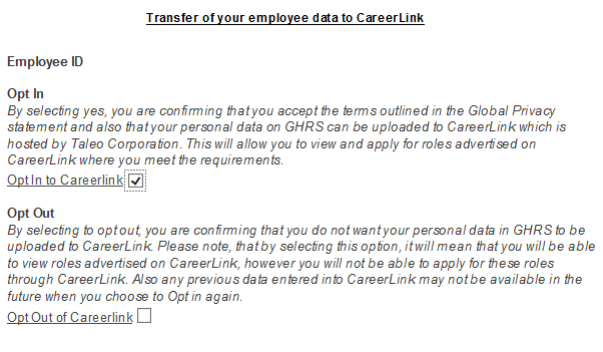 Transfer of your employee data to CareerLink
Employee ID
Opt In
By selecting yes, you are confirming that you accept the terms outlined in the Global Privacy
statement and also that your personal data on GHRS can be uploaded to CareerLink which is
hosted by Taleo Corporation. This will allow you to view and apply for roles advertised on
CareerLink where you meet the requirements.
Opt In to Careerlink
Opt Out
By selecting to opt out, you are confirming that you do not want your personal data in GHRS to be
uploaded to CareerLink. Please note, that by selecting this option, it will mean that you will be able
to view roles advertised on CareerLink, however you will not be able to apply for these roles
through CareerLink. Also any previous data entered into CareerLink may not be available in the
future when you choose to Opt in again.
Opt Out of Careerlink